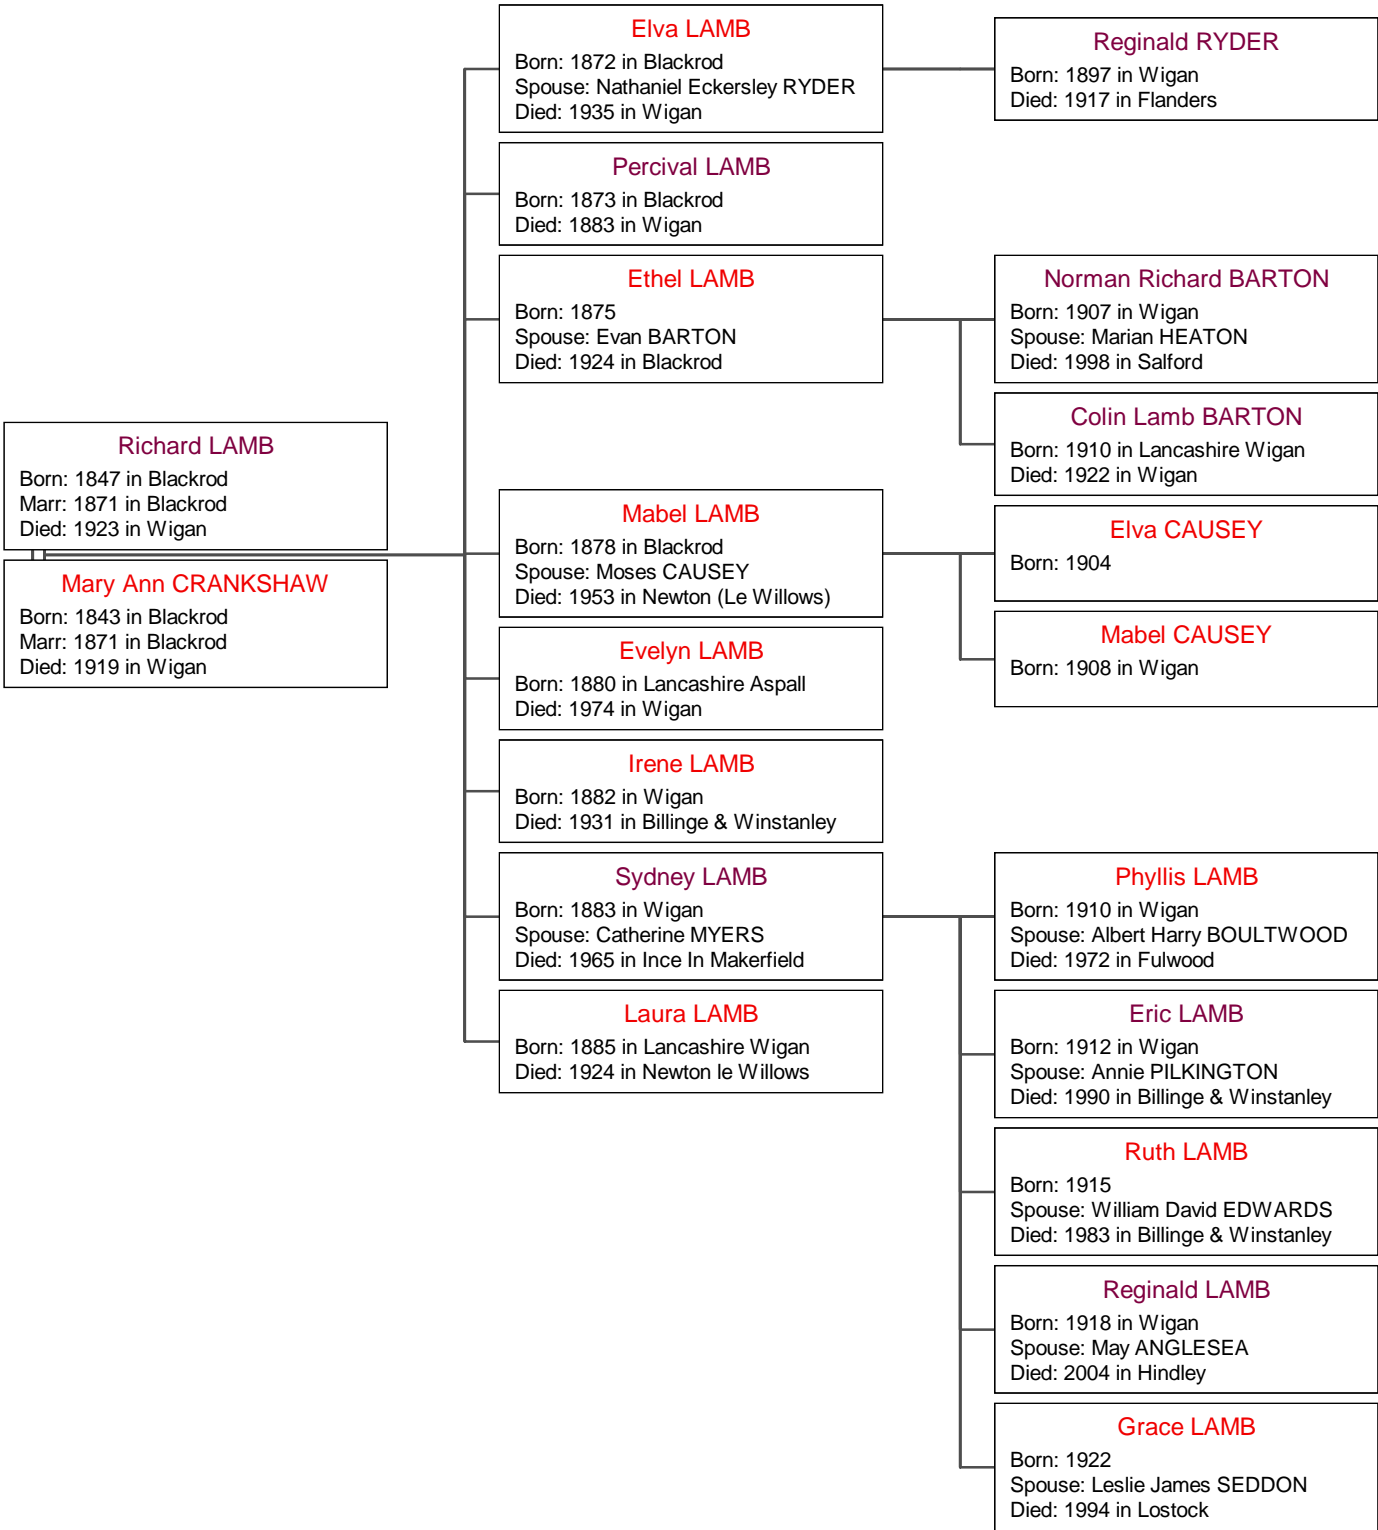 Richard LAMB
Born: 1847 in Blackrod
Marr: 1871 in Blackrod
Died: 1923 in Wigan
Mary Ann CRANKSHAW
Born: 1843 in Blackrod
Marr: 1871 in Blackrod
Died: 1919 in Wigan
Elva LAMB
Born: 1872 in Blackrod
Spouse: Nathaniel Eckersley RYDER
Died: 1935 in Wigan
Percival LAMB
Born: 1873 in Blackrod
Died: 1883 in Wigan
Ethel LAMB
Born: 1875
Spouse: Evan BARTON
Died: 1924 in Blackrod
Mabel LAMB
Born: 1878 in Blackrod
Spouse: Moses CAUSEY
Died: 1953 in Newton (Le Willows)
Evelyn LAMB
Born: 1880 in Lancashire Aspall
Died: 1974 in Wigan
Irene LAMB
Born: 1882 in Wigan
Died: 1931 in Billinge & Winstanley
Sydney LAMB
Born: 1883 in Wigan
Spouse: Catherine MYERS
Died: 1965 in Ince In Makerfield
Laura LAMB
Born: 1885 in Lancashire Wigan
Died: 1924 in Newton le Willows
Reginald RYDER
Born: 1897 in Wigan
Died: 1917 in Flanders
Norman Richard BARTON
Born: 1907 in Wigan
Spouse: Marian HEATON
Died: 1998 in Salford
Colin Lamb BARTON
Born: 1910 in Lancashire Wigan
Died: 1922 in Wigan
Elva CAUSEY
Born: 1904
Mabel CAUSEY
Born: 1908 in Wigan
Phyllis LAMB
Born: 1910 in Wigan
Spouse: Albert Harry BOULTWOOD
Died: 1972 in Fulwood
Eric LAMB
Born: 1912 in Wigan
Spouse: Annie PILKINGTON
Died: 1990 in Billinge & Winstanley
Ruth LAMB
Born: 1915
Spouse: William David EDWARDS
Died: 1983 in Billinge & Winstanley
Reginald LAMB
Born: 1918 in Wigan
Spouse: May ANGLESEA
Died: 2004 in Hindley
Grace LAMB
Born: 1922
Spouse: Leslie James SEDDON
Died: 1994 in Lostock